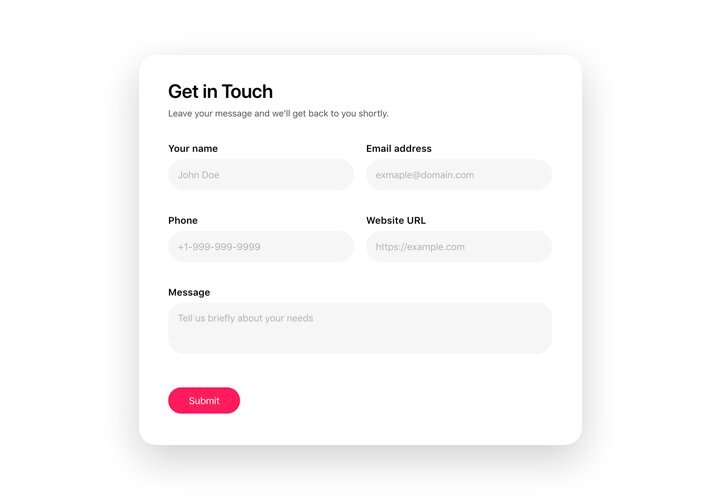 Get in Touch
Leave your message and we'll get back to you shortly.
Your name
Email address
John Doe
exmaple@domain.com
Phone
Website URL
+1-999-999-9999
https://example.com
Message
Tell us briefly about your needs
Submit